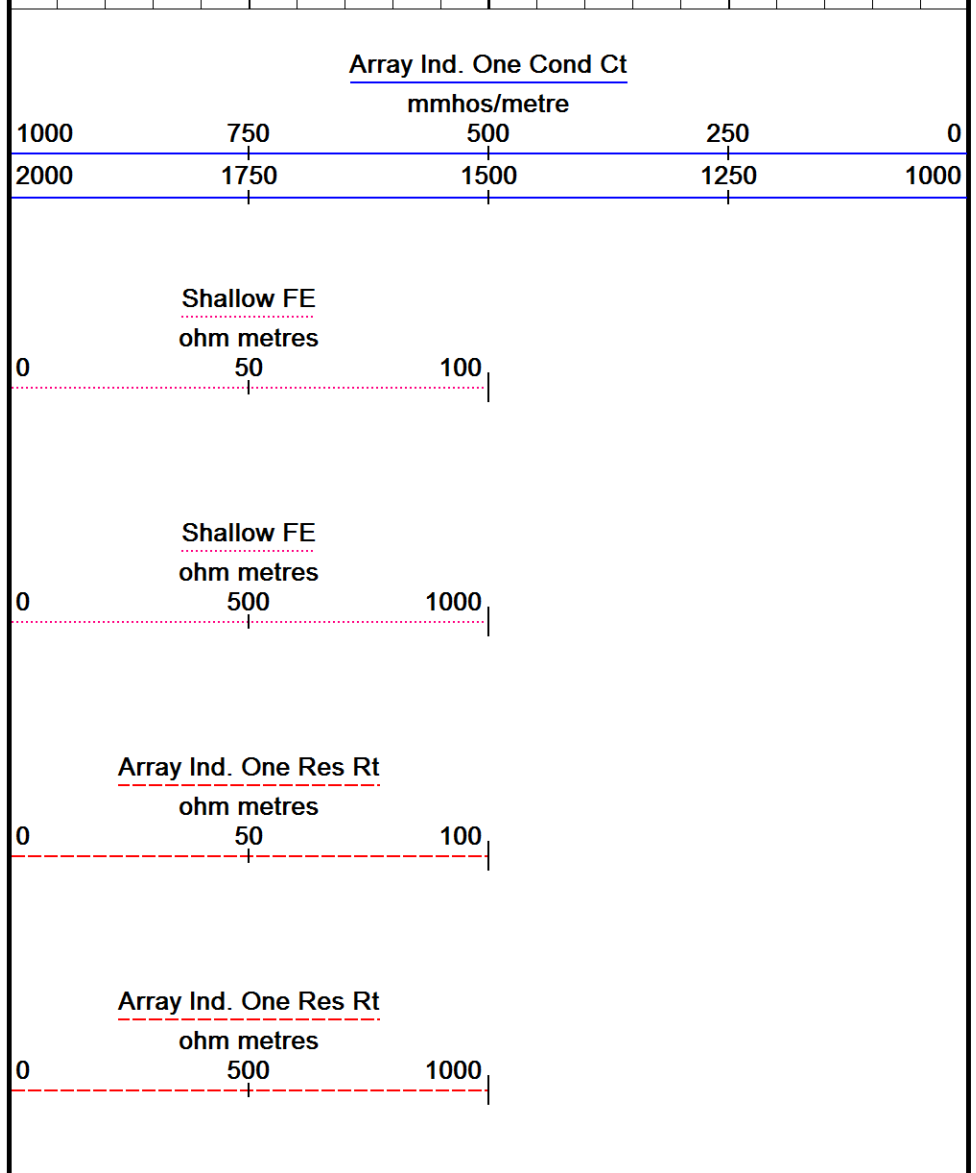 Array Ind. One Cond Ct
mmhos/metre
1000 750 500 250 0
2000 1750 1500 1250 1000
Shallow FE
ohm metres
0 50 100
Shallow FE
ohm metres
0 500 1000
Array Ind. One Res Rt
ohm metres
0 50 100
Array Ind. One Res Rt
ohm metres
0 500 1000